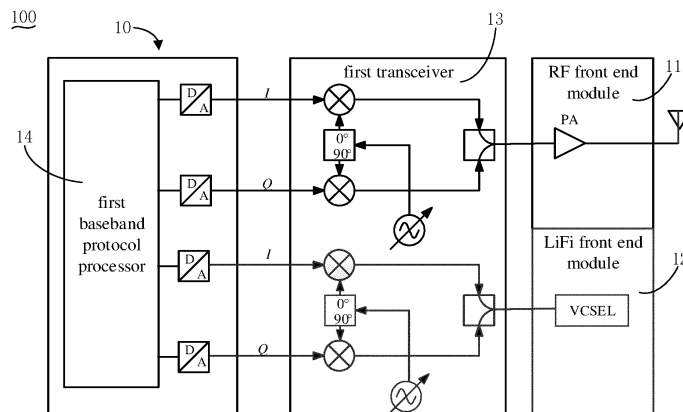 100
10
13
first transceiver
RF front end
module
11
14
D
A
I
0°
90°
PA
D
A
Q
first
baseband
protocol
processor
LiFi front end
module
12
D
A
I
0°
90°
VCSEL
D
A
Q